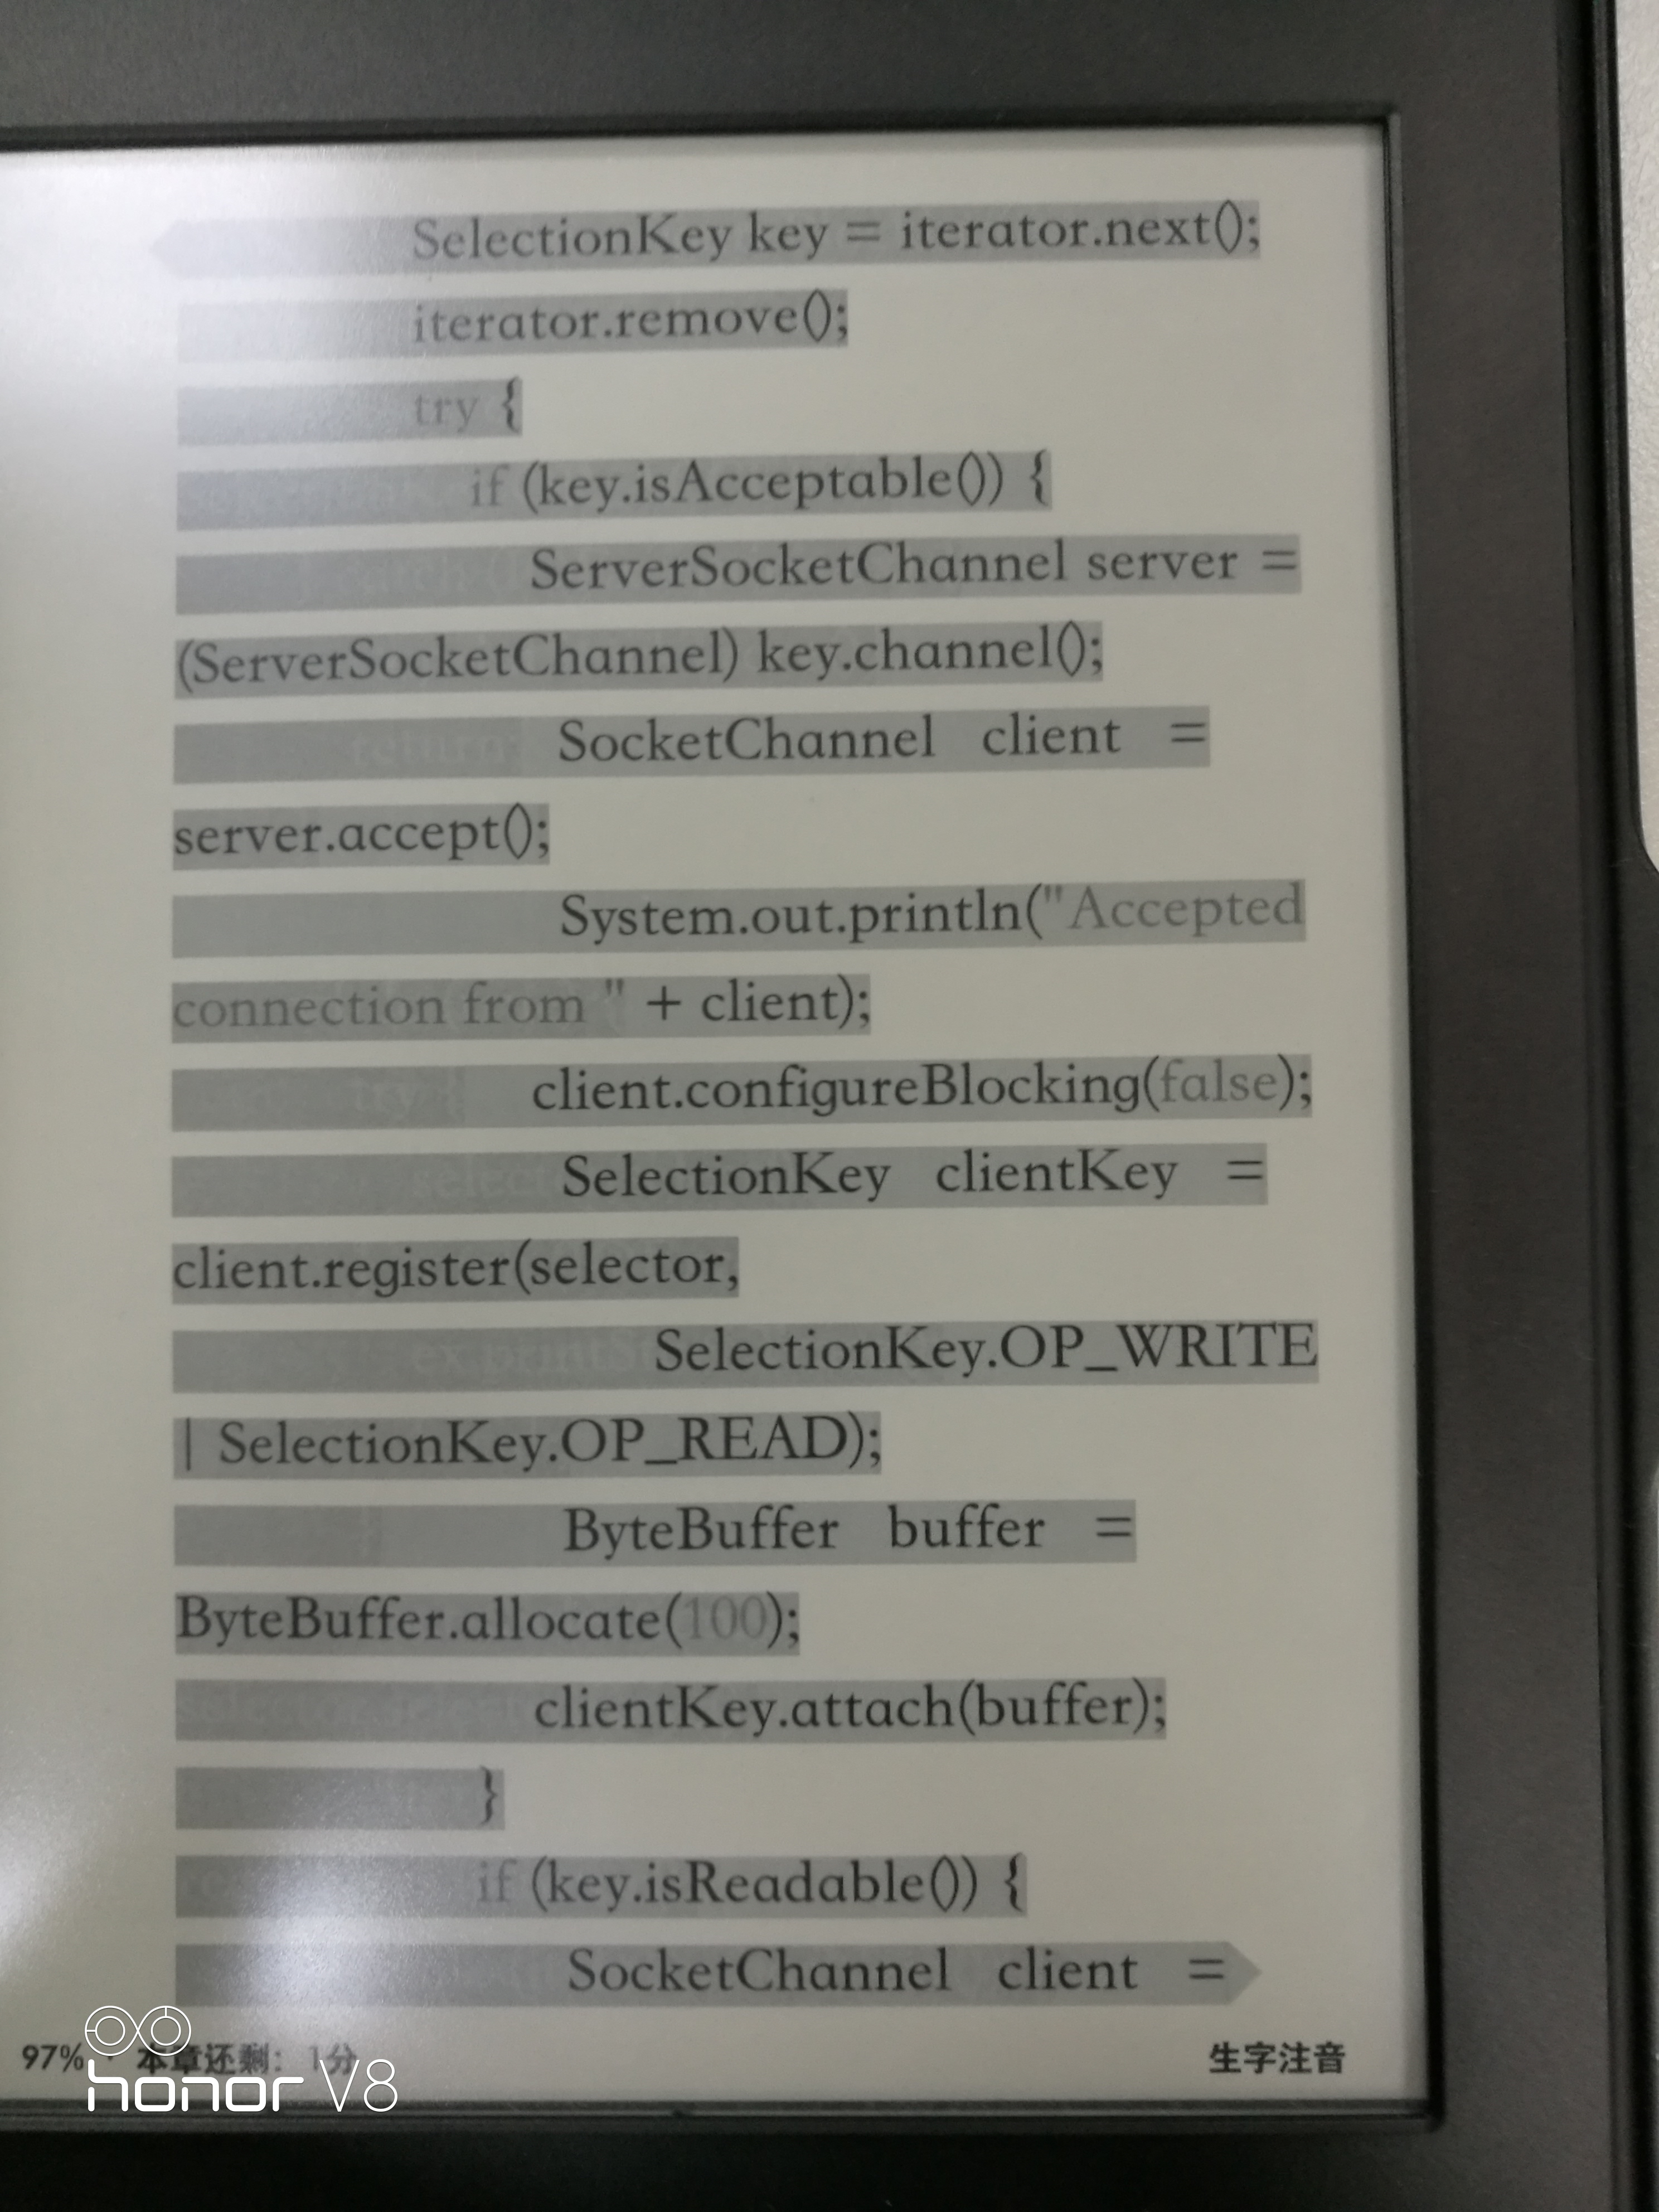 SelectionKey key = iterator.next();
iterator.remove();
try {
if (key.isAcceptable()) {
ServerSocketChannel server =
(ServerSocketChannel) key.channel();
SocketChannel client =
server.accept();
System.out.println("Accepted
connection from " + client);
client.configureBlocking(false);
SelectionKey clientKey =
client.register(selector,
SelectionKey.OP_WRITE
| SelectionKey.OP_READ);
ByteBuffer buffer =
ByteBuffer.allocate(100);
clientKey.attach(buffer);
}
if (key.isReadable()) {
SocketChannel client =
97% · 本章还剩：1分 生字注音
honor V8